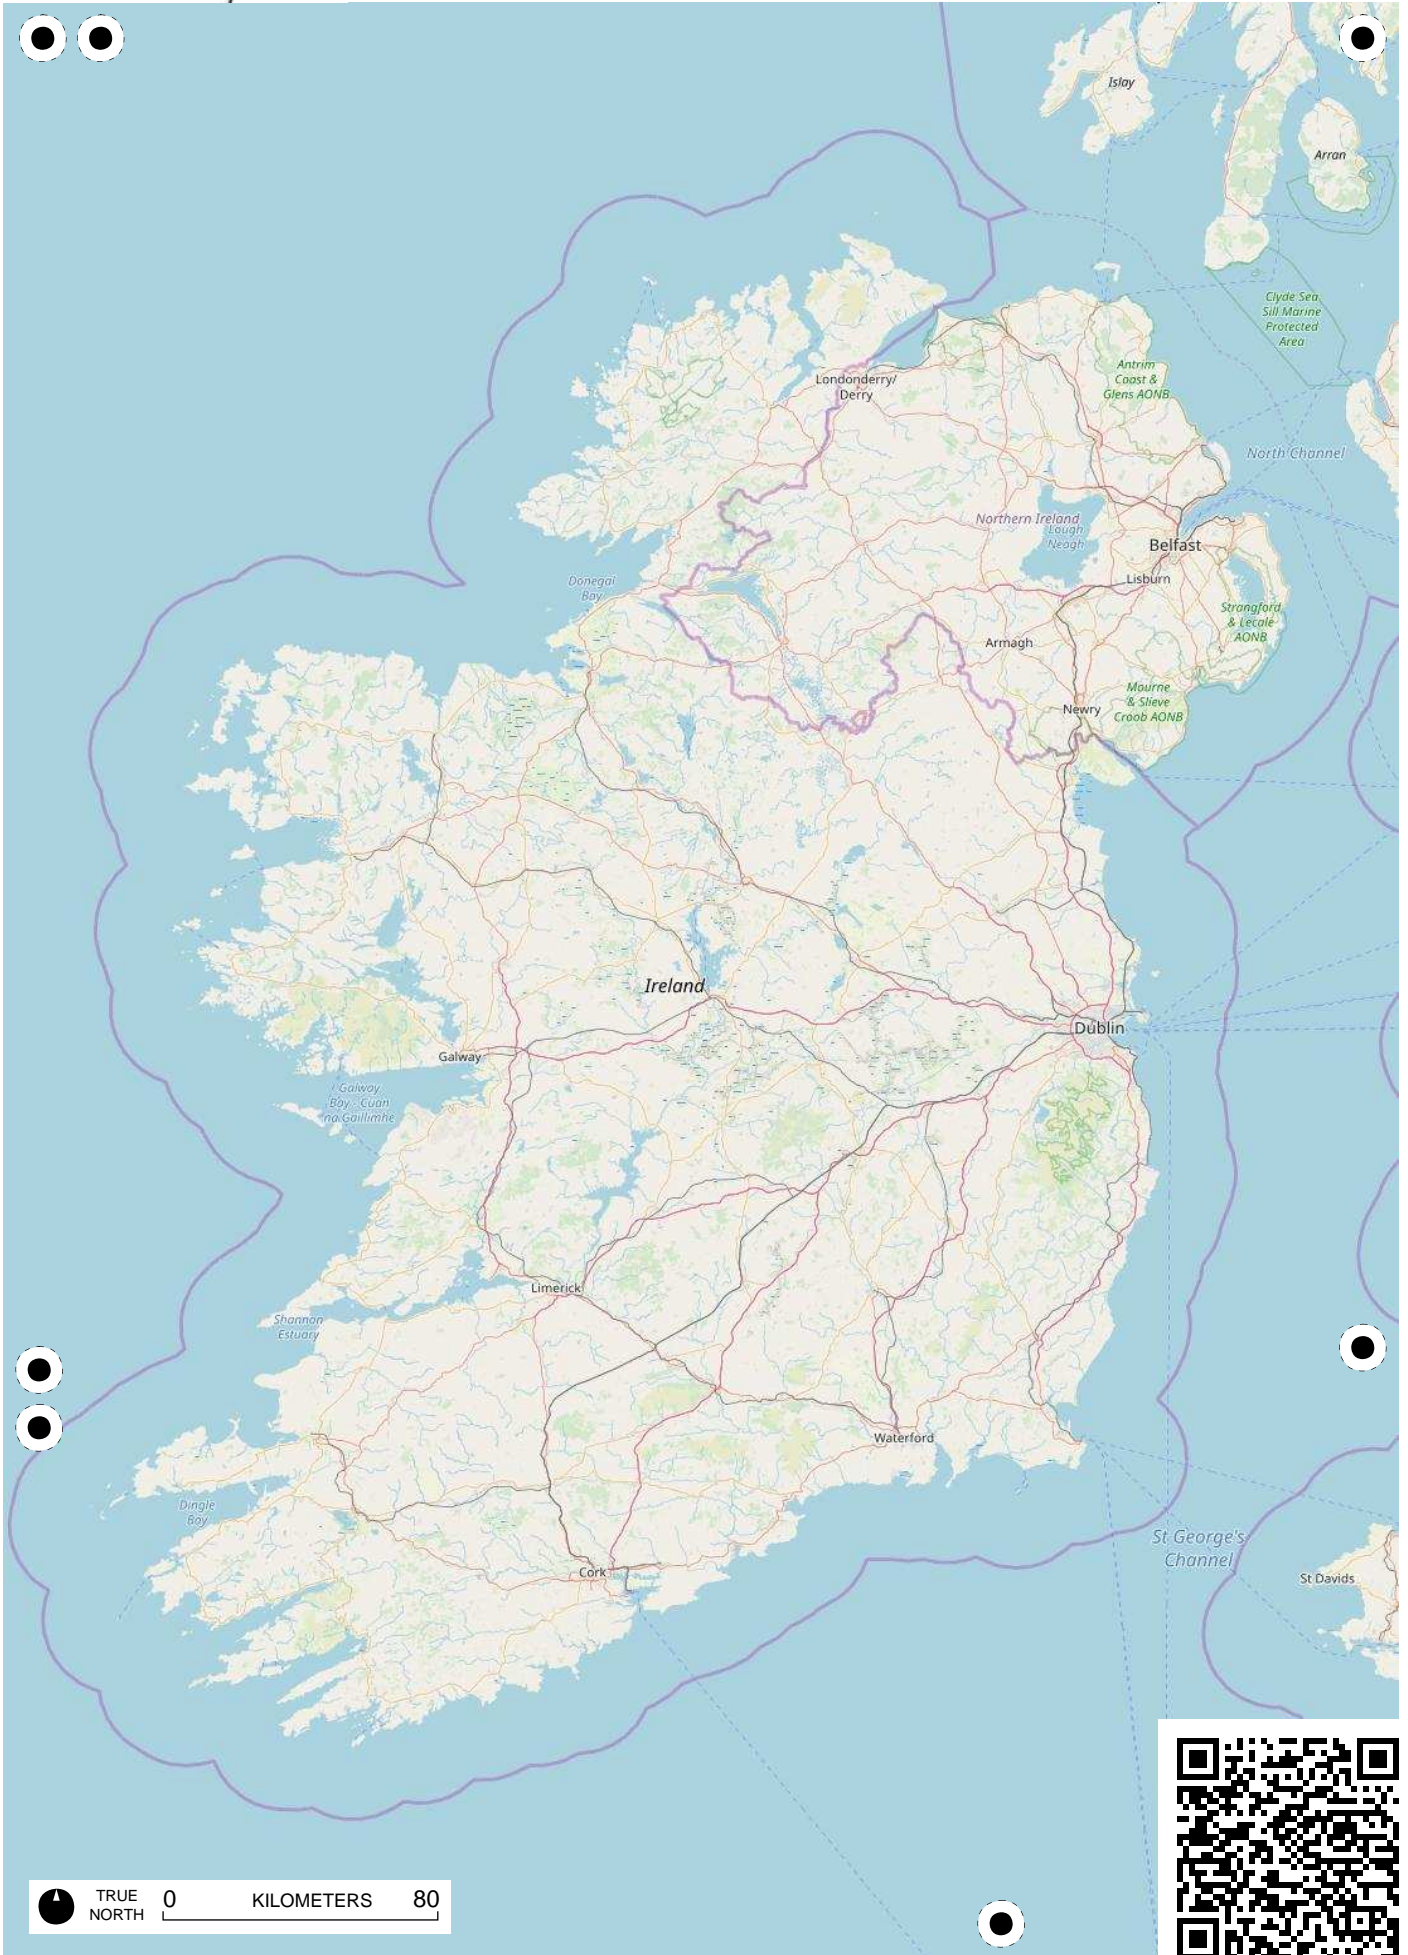 Islay
Arran
Clyde Sea
Sill Marine
Protected
Area
Antrim
Coast &
Glens AONB
Londonderry/
Derry
North Channel
Northern Ireland
Lough
Neagh
Belfast
Lisburn
Donegal
Bay
Strangford
& Lecale
AONB
Armagh
Mourne
& Slieve
Croob AONB
Newry
Ireland
Dublin
Galway
Galway
Bay - Cuan
na Gaillimhe
Limerick
Shannon
Estuary
Waterford
Dingle
Bay
St George's
Channel
Cork
St Davids
TRUE
NORTH
0 KILOMETERS 80